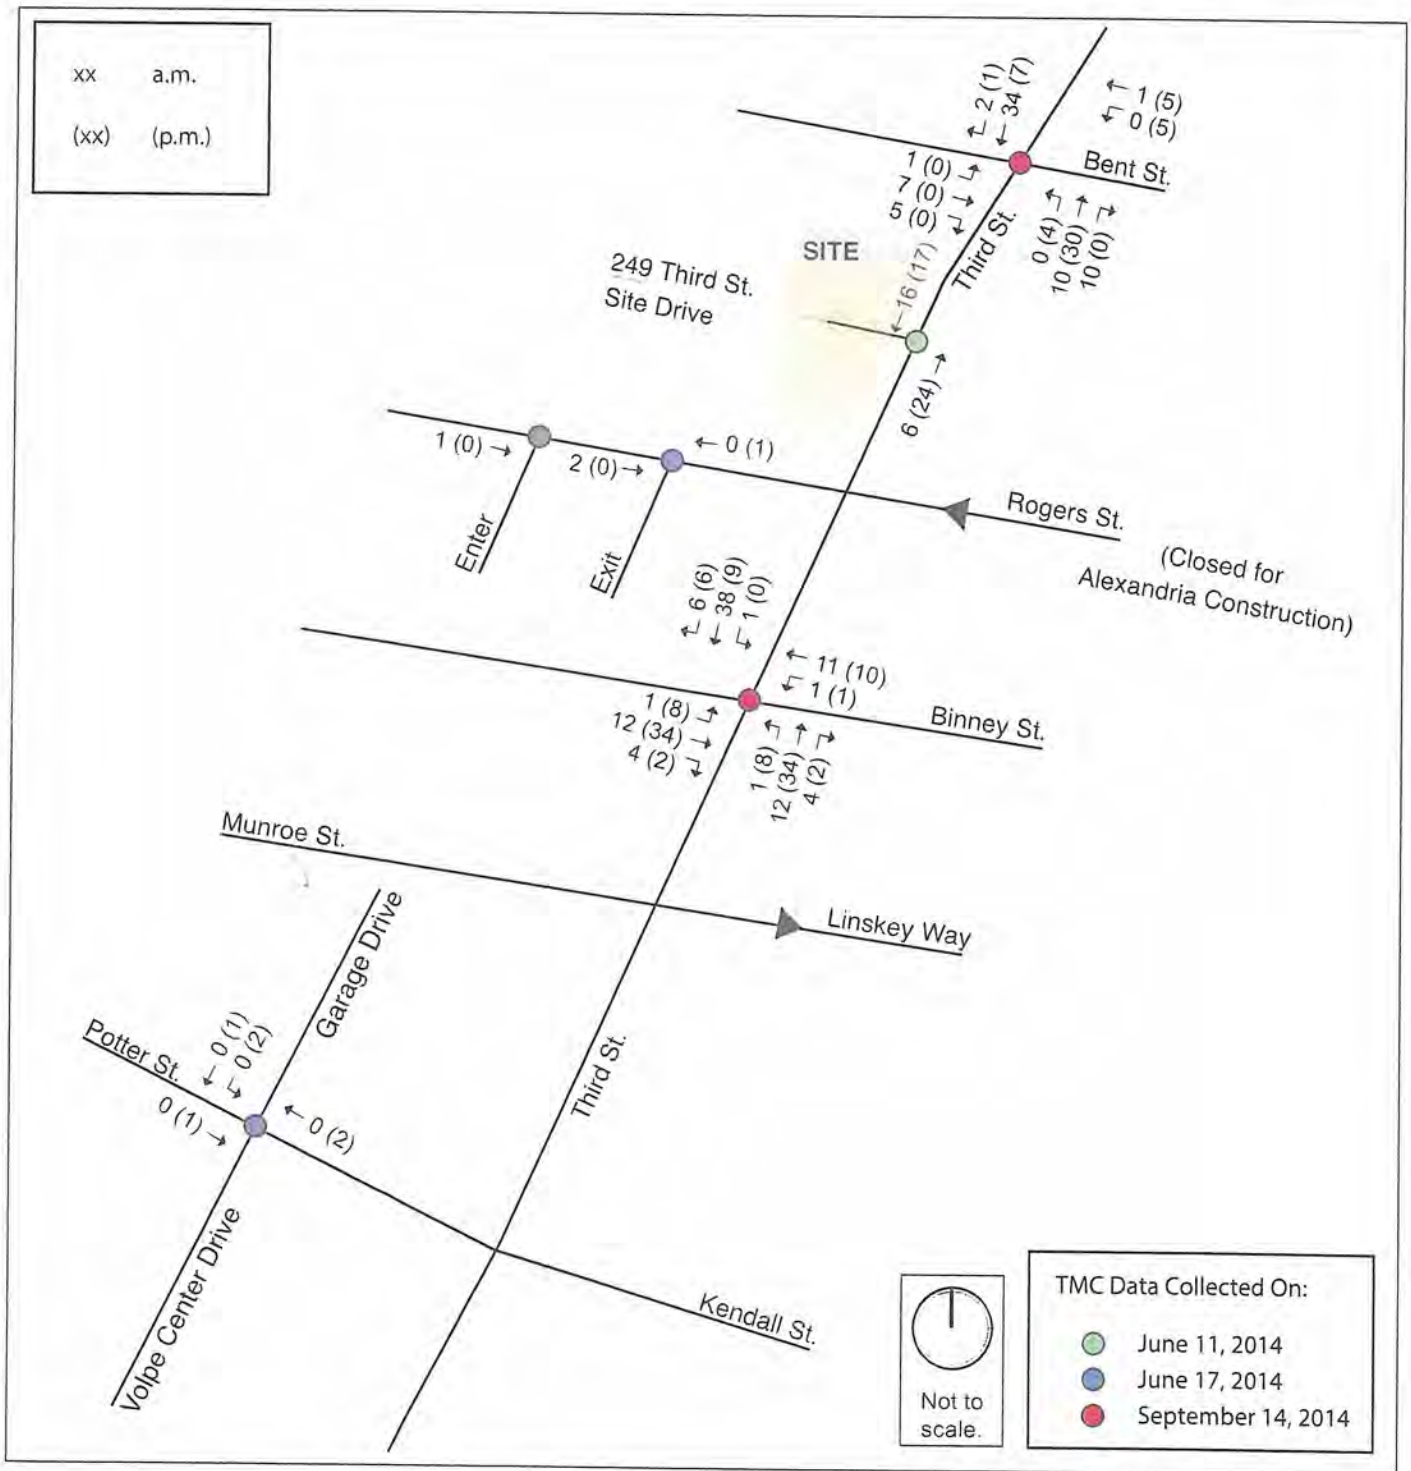 xx a.m.
(xx) (p.m.)
2 (1)
34 (7)
1 (5)
0 (5)
Bent St.
1 (0)
7 (0)
5 (0)
0 (4)
10 (30)
10 (0)
Third St.
SITE
16 (17)
249 Third St.
Site Drive
6 (24)
1 (0)
2 (0)
0 (1)
Enter
Exit
Rogers St.
(Closed for
Alexandria Construction)
6 (6)
38 (9)
1 (0)
11 (10)
1 (1)
Binney St.
1 (8)
12 (34)
4 (2)
1 (8)
12 (34)
4 (2)
Munroe St.
Linskey Way
Garage Drive
Third St.
Potter St.
0 (1)
0 (2)
0 (1)
0 (2)
Volpe Center Drive
Kendall St.
Not to
scale.
TMC Data Collected On:
June 11, 2014
June 17, 2014
September 14, 2014